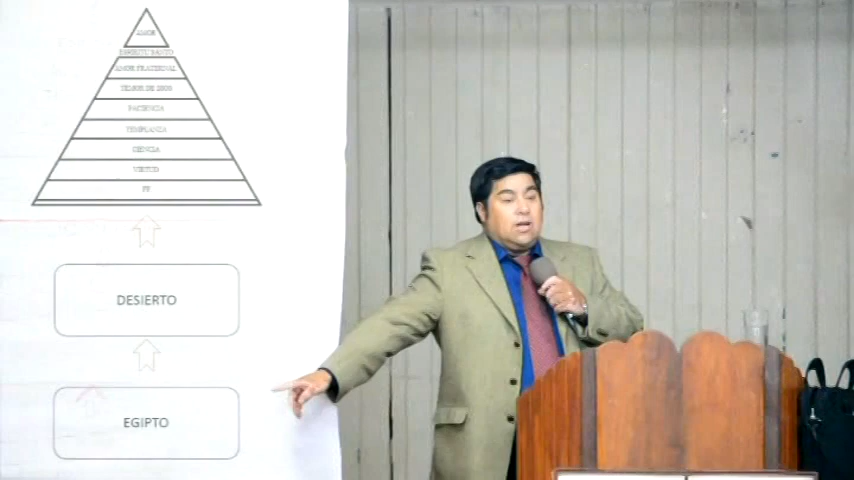 AMOR
ESPIRITU SANTO
AMOR FRATERNAL
TEMOR DE DIOS
PACIENCIA
TEMPLANZA
CIENCIA
VIRTUD
FE
DESIERTO
EGIPTO